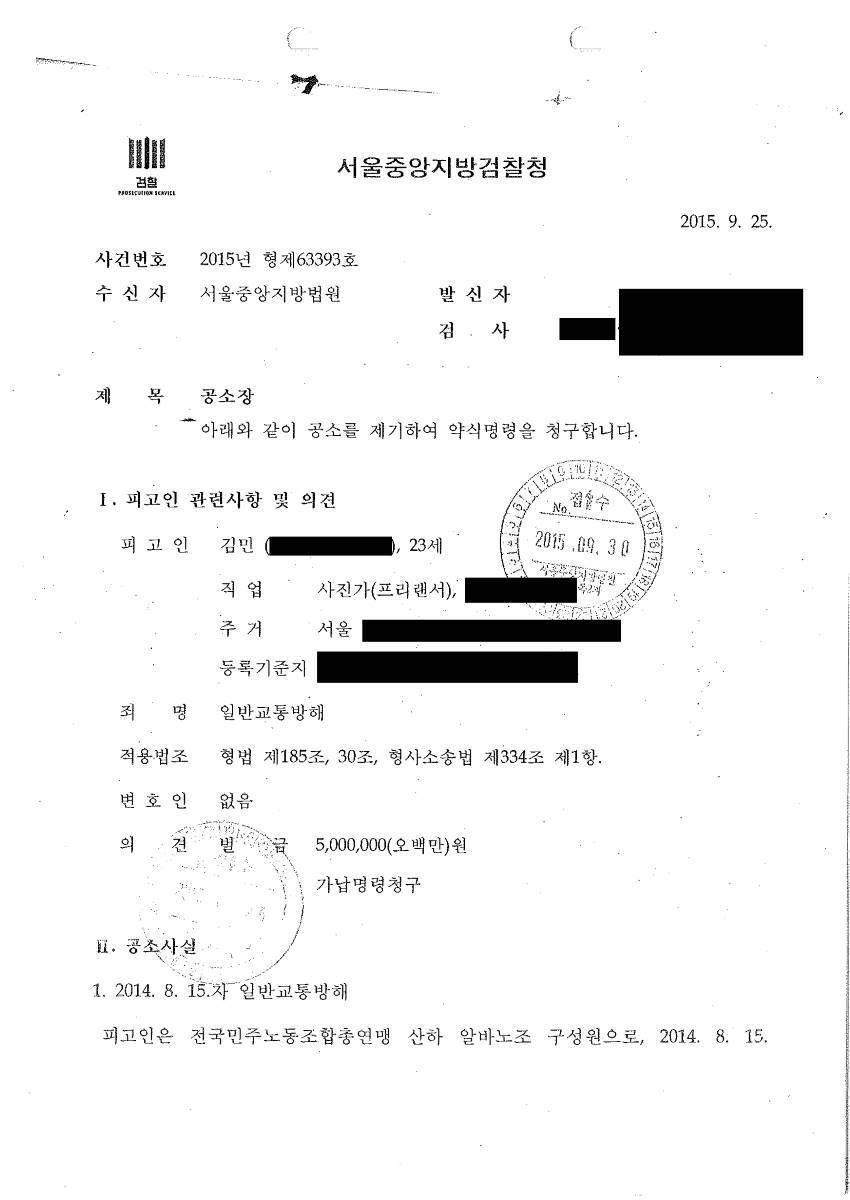 검찰
PROSECUTION SERVICE
서울중앙지방검찰청
2015. 9. 25.
사건번호 2015년 형제63393호
수 신 자 서울중앙지방법원 발 신 자
검 사
제 목 공소장
아래와 같이 공소를 제기하여 약식명령을 청구합니다.
Ⅰ. 피고인 관련사항 및 의견
접수
No.
2015.09.30
피 고 인 김민 ( ), 23세
직 업 사진가(프리랜서),
주 거 서울
등록기준지
죄 명 일반교통방해
적용법조 형법 제185조, 30조, 형사소송법 제334조 제1항.
변 호 인 없음
의 견 벌 금 5,000,000(오백만)원
가납명령청구
Ⅱ. 공소사실
1. 2014. 8. 15.자 일반교통방해
피고인은 전국민주노동조합총연맹 산하 알바노조 구성원으로, 2014. 8. 15.